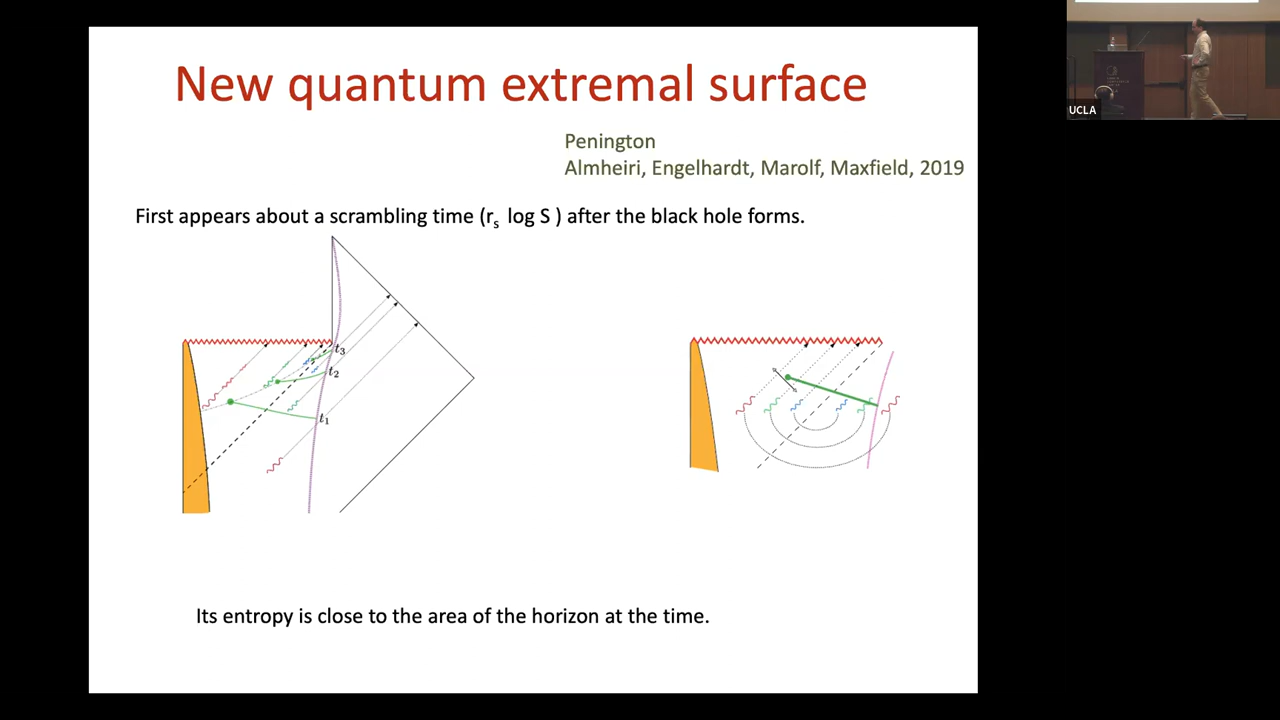 New quantum extremal surface
Penington
Almheiri, Engelhardt, Marolf, Maxfield, 2019
First appears about a scrambling time (rs log S ) after the black hole forms.
t3
t2
t1
Its entropy is close to the area of the horizon at the time.
UCLA